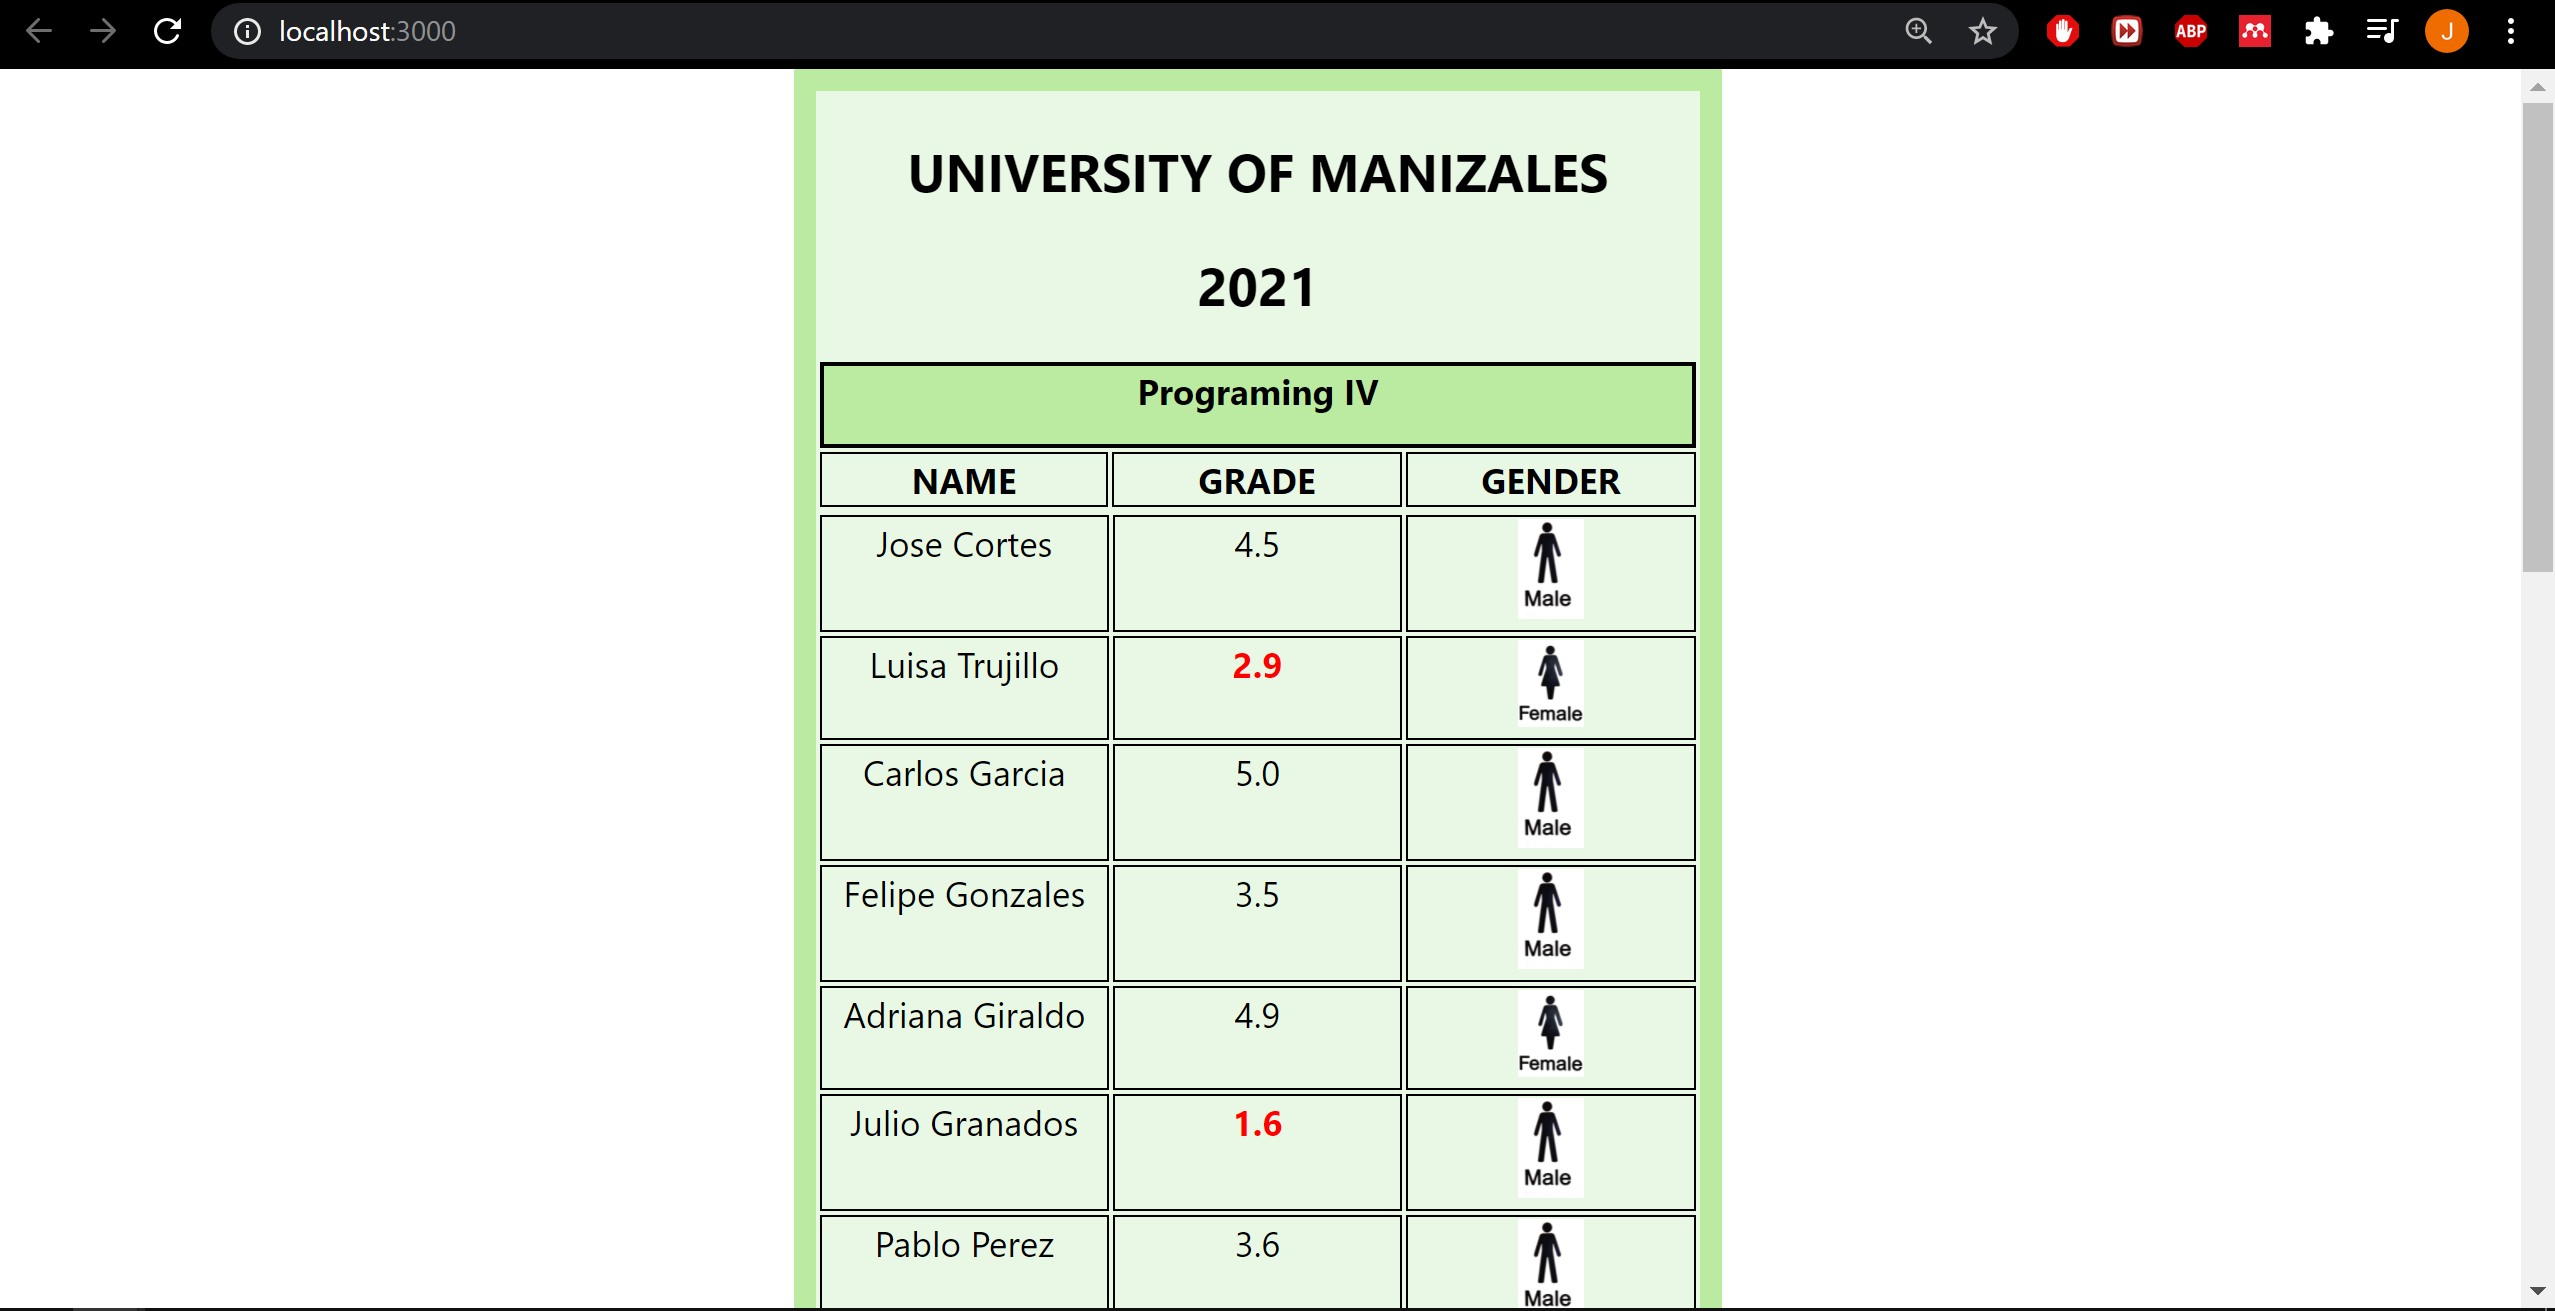 localhost:3000
ABP
J
UNIVERSITY OF MANIZALES
2021
Programing IV
NAME GRADE GENDER
Jose Cortes 4.5 Male
Luisa Trujillo 2.9 Female
Carlos Garcia 5.0 Male
Felipe Gonzales 3.5 Male
Adriana Giraldo 4.9 Female
Julio Granados 1.6 Male
Pablo Perez 3.6 Male